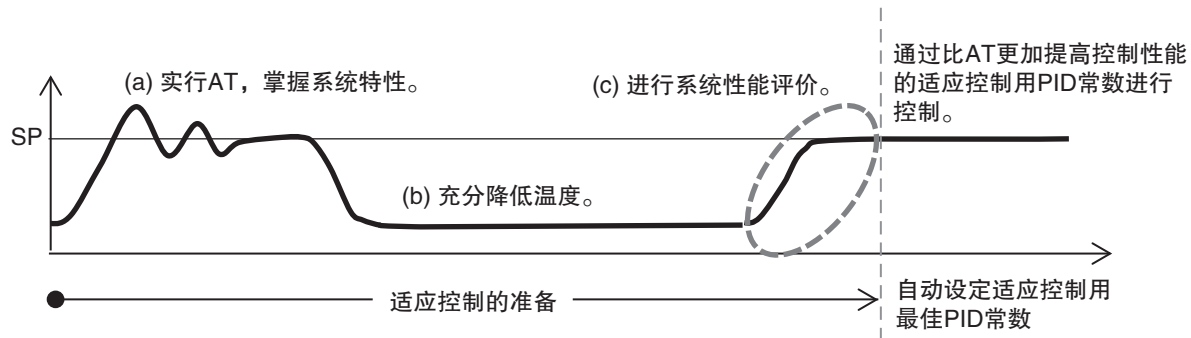 通过比AT更加提高控制性能
的适应控制用PID常数进行
控制。
(a) 实行AT，掌握系统特性。
(c) 进行系统性能评价。
SP
(b) 充分降低温度。
适应控制的准备
自动设定适应控制用
最佳PID常数